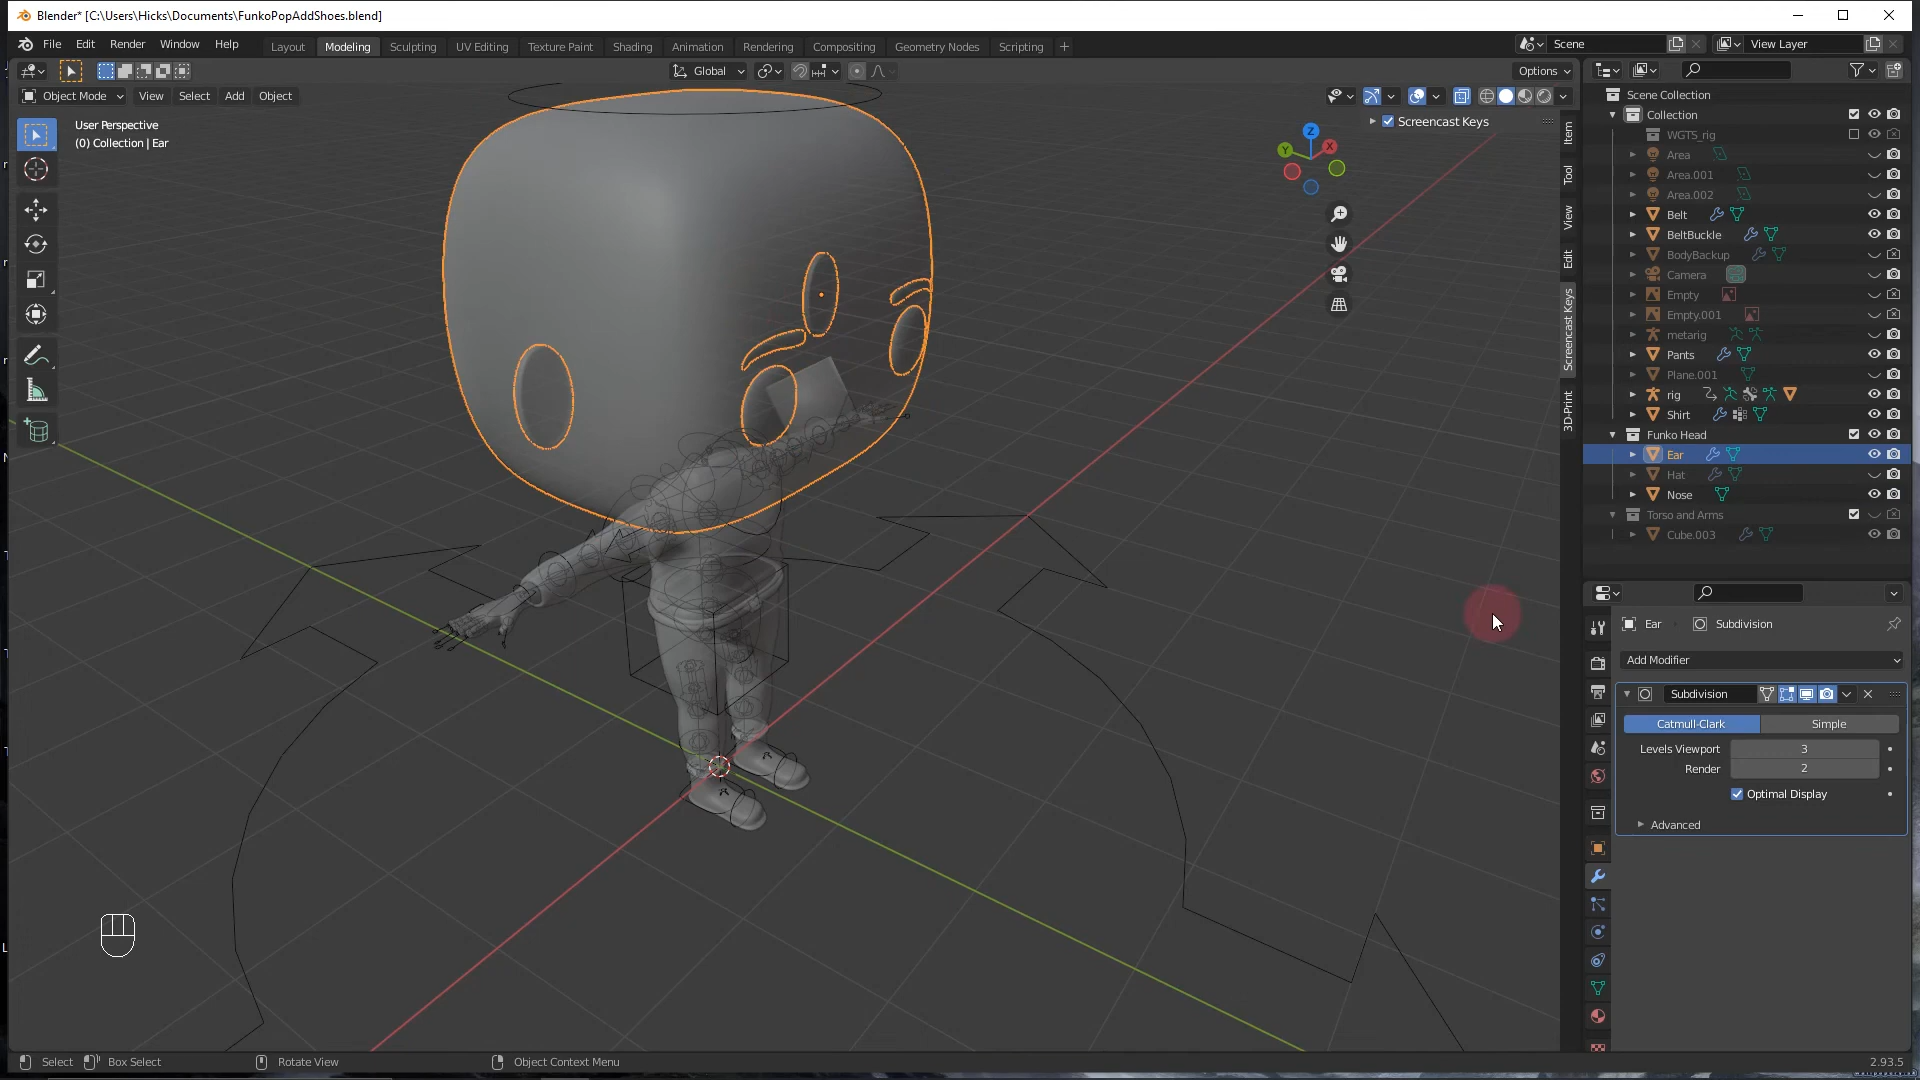 Blender* [C:\Users\Hicks\Documents\FunkoPopAddShoes.blend]
File Edit Render Window Help Layout Modeling Sculpting UV Editing Texture Paint Shading Animation Rendering Compositing Geometry Nodes Scripting + Scene View Layer
Global Options
Object Mode View Select Add Object
User Perspective
(0) Collection | Ear
Screencast Keys
Z
X
Y
Item
Tool
View
Edit
Screencast Keys
3D-Print
Scene Collection
Collection
WGTS_rig
Area
Area.001
Area.002
Belt
BeltBuckle
BodyBackup
Camera
Empty
Empty.001
metarig
Pants
Plane.001
rig
Shirt
Funko Head
Ear
Hat
Nose
Torso and Arms
Cube.003
Ear Subdivision
Add Modifier
Subdivision
Catmull-Clark Simple
Levels Viewport 3
Render 2
Optimal Display
Advanced
Select Box Select Rotate View Object Context Menu 2.93.5